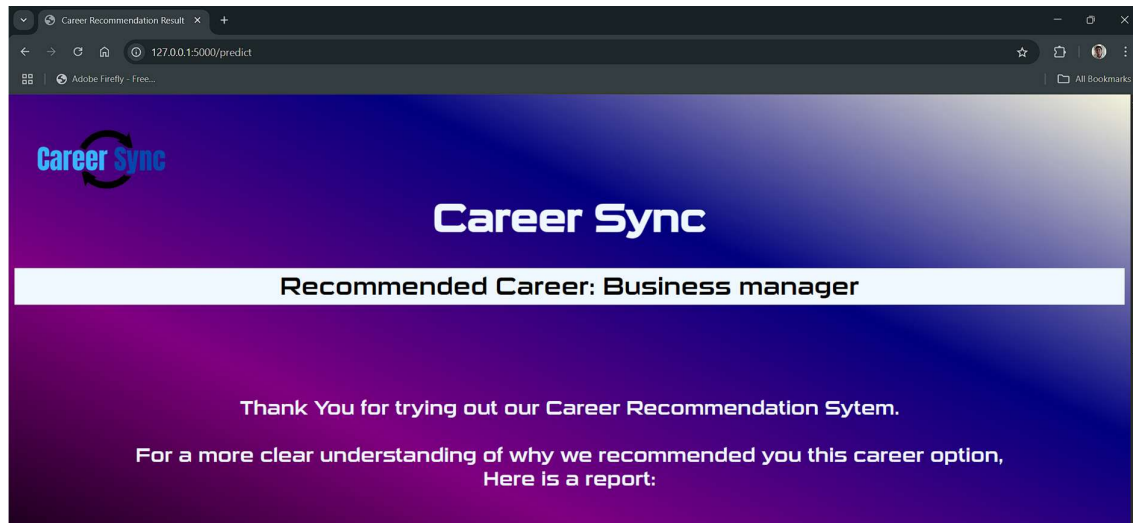 Career Recommendation Result
127.0.0.1:5000/predict
Adobe Firefly - Free...
All Bookmarks
Career Sync
Career Sync
Recommended Career: Business manager
Thank You for trying out our Career Recommendation Sytem.
For a more clear understanding of why we recommended you this career option,
Here is a report: